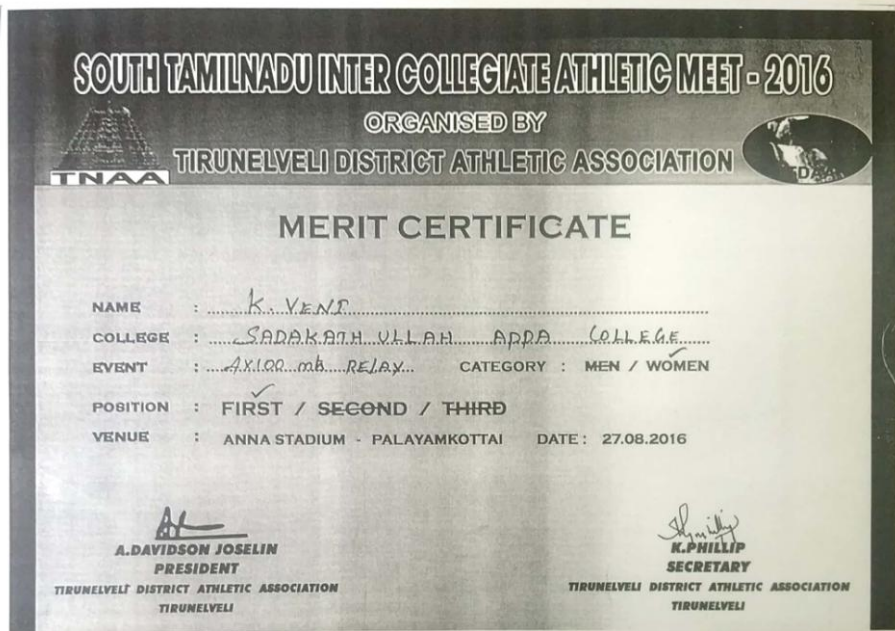 SOUTH TAMILNADU INTER COLLEGIATE ATHLETIC MEET - 2016
ORGANISED BY
TNAA
TIRUNELVELI DISTRICT ATHLETIC ASSOCIATION
TDAA
MERIT CERTIFICATE
NAME : K. VENI
COLLEGE : SADAKATH ULLAH APPA COLLEGE
EVENT : 4X100 RELAY CATEGORY : MEN / WOMEN
POSITION : FIRST / SECOND / THIRD
VENUE : ANNA STADIUM - PALAYAMKOTTAI DATE : 27.08.2016
A.DAVIDSON JOSELIN
PRESIDENT
TIRUNELVELI DISTRICT ATHLETIC ASSOCIATION
TIRUNELVELI
K.PHILLIP
SECRETARY
TIRUNELVELI DISTRICT ATHLETIC ASSOCIATION
TIRUNELVELI